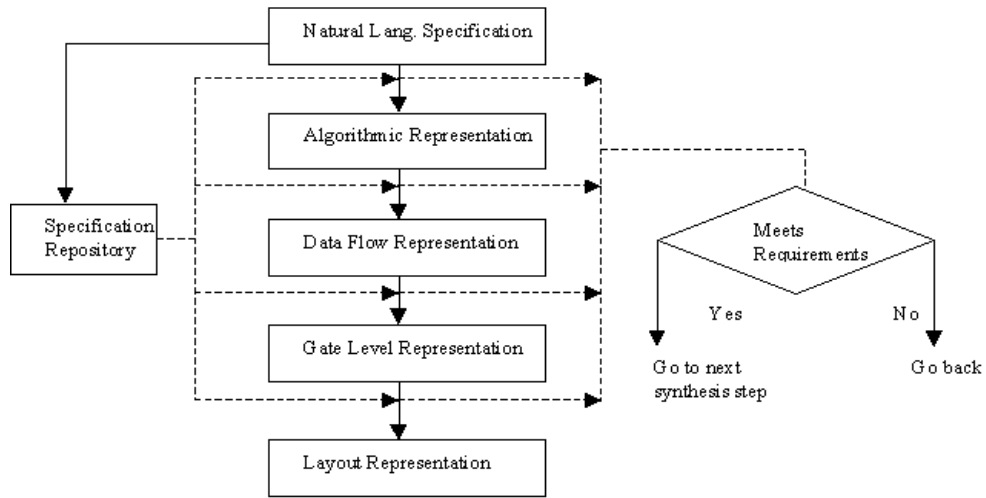 Natural Lang. Specification
Algorithmic Representation
Specification
Repository
Data Flow Representation
Meets
Requirements
Yes
No
Gate Level Representation
Go to next
synthesis step
Go back
Layout Representation